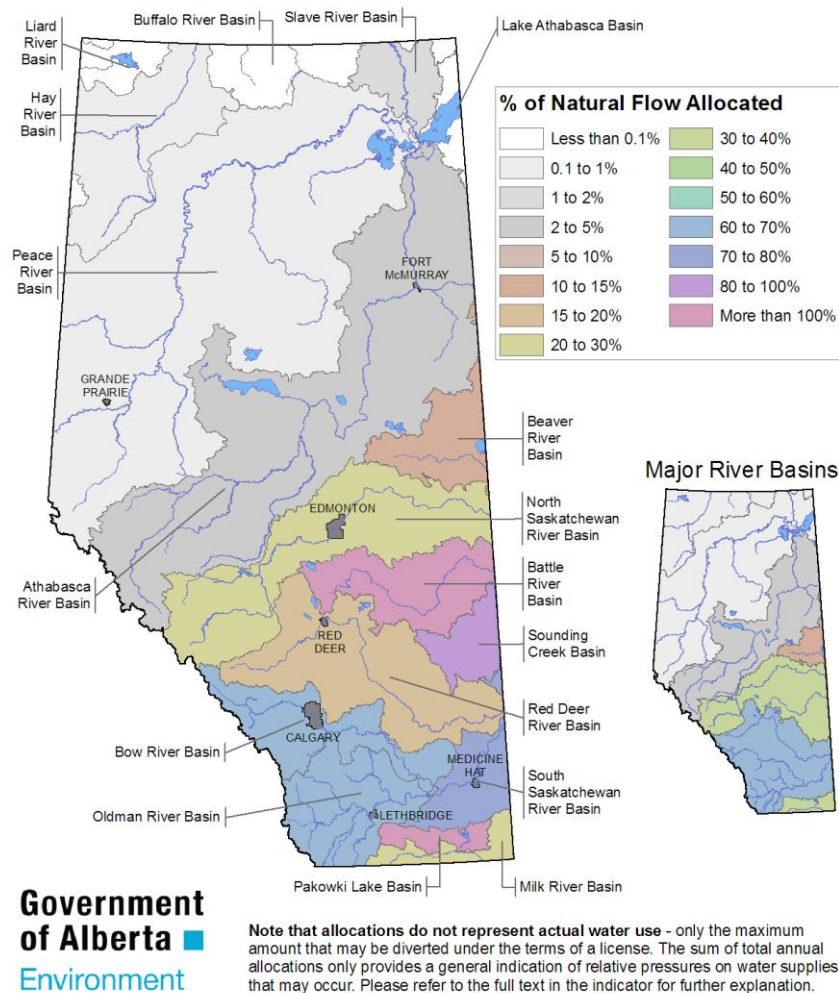 Liard
River
Basin
Buffalo River Basin
Slave River Basin
Lake Athabasca Basin
Hay
River
Basin
% of Natural Flow Allocated
Less than 0.1%
0.1 to 1%
1 to 2%
2 to 5%
5 to 10%
10 to 15%
15 to 20%
20 to 30%
30 to 40%
40 to 50%
50 to 60%
60 to 70%
70 to 80%
80 to 100%
More than 100%
Peace
River
Basin
FORT
McMURRAY
GRANDE
PRAIRIE
Beaver
River
Basin
Major River Basins
EDMONTON
North
Saskatchewan
River Basin
Athabasca
River Basin
Battle
River
Basin
RED
DEER
Sounding
Creek Basin
Red Deer
River Basin
Bow River Basin
CALGARY
MEDICINE
HAT
South
Saskatchewan
River Basin
Oldman River Basin
LETHBRIDGE
Pakowki Lake Basin
Milk River Basin
Government
of Alberta
Environment
Note that allocations do not represent actual water use - only the maximum
amount that may be diverted under the terms of a license. The sum of total annual
allocations only provides a general indication of relative pressures on water supplies
that may occur. Please refer to the full text in the indicator for further explanation.